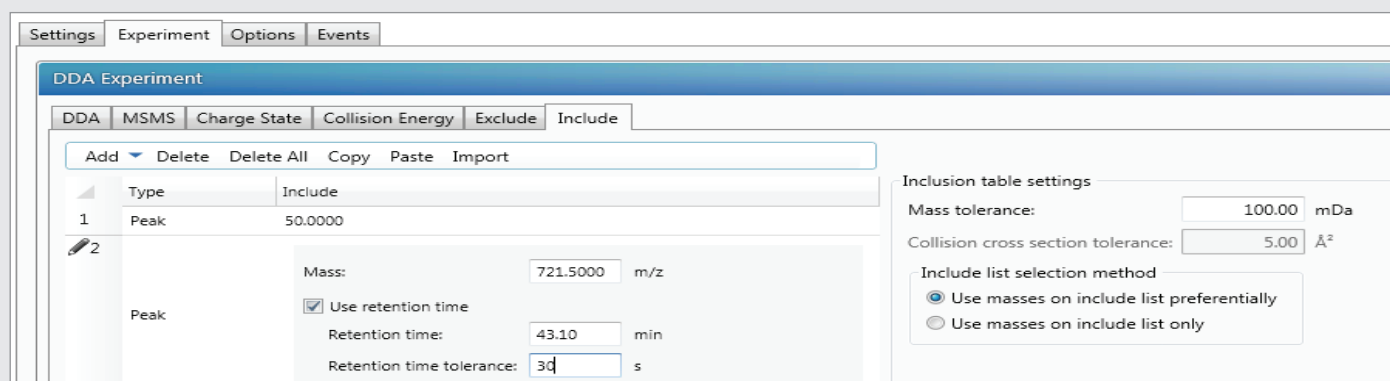 Settings Experiment Options Events
DDA Experiment
DDA MSMS Charge State Collision Energy Exclude Include
Add Delete Delete All Copy Paste Import
Type Include
1 Peak 50.0000
2
Peak
Mass: 721.5000 m/z
Use retention time
Retention time: 43.10 min
Retention time tolerance: 30 s
Inclusion table settings
Mass tolerance: 100.00 mDa
Collision cross section tolerance: 5.00 Å²
Include list selection method
Use masses on include list preferentially
Use masses on include list only